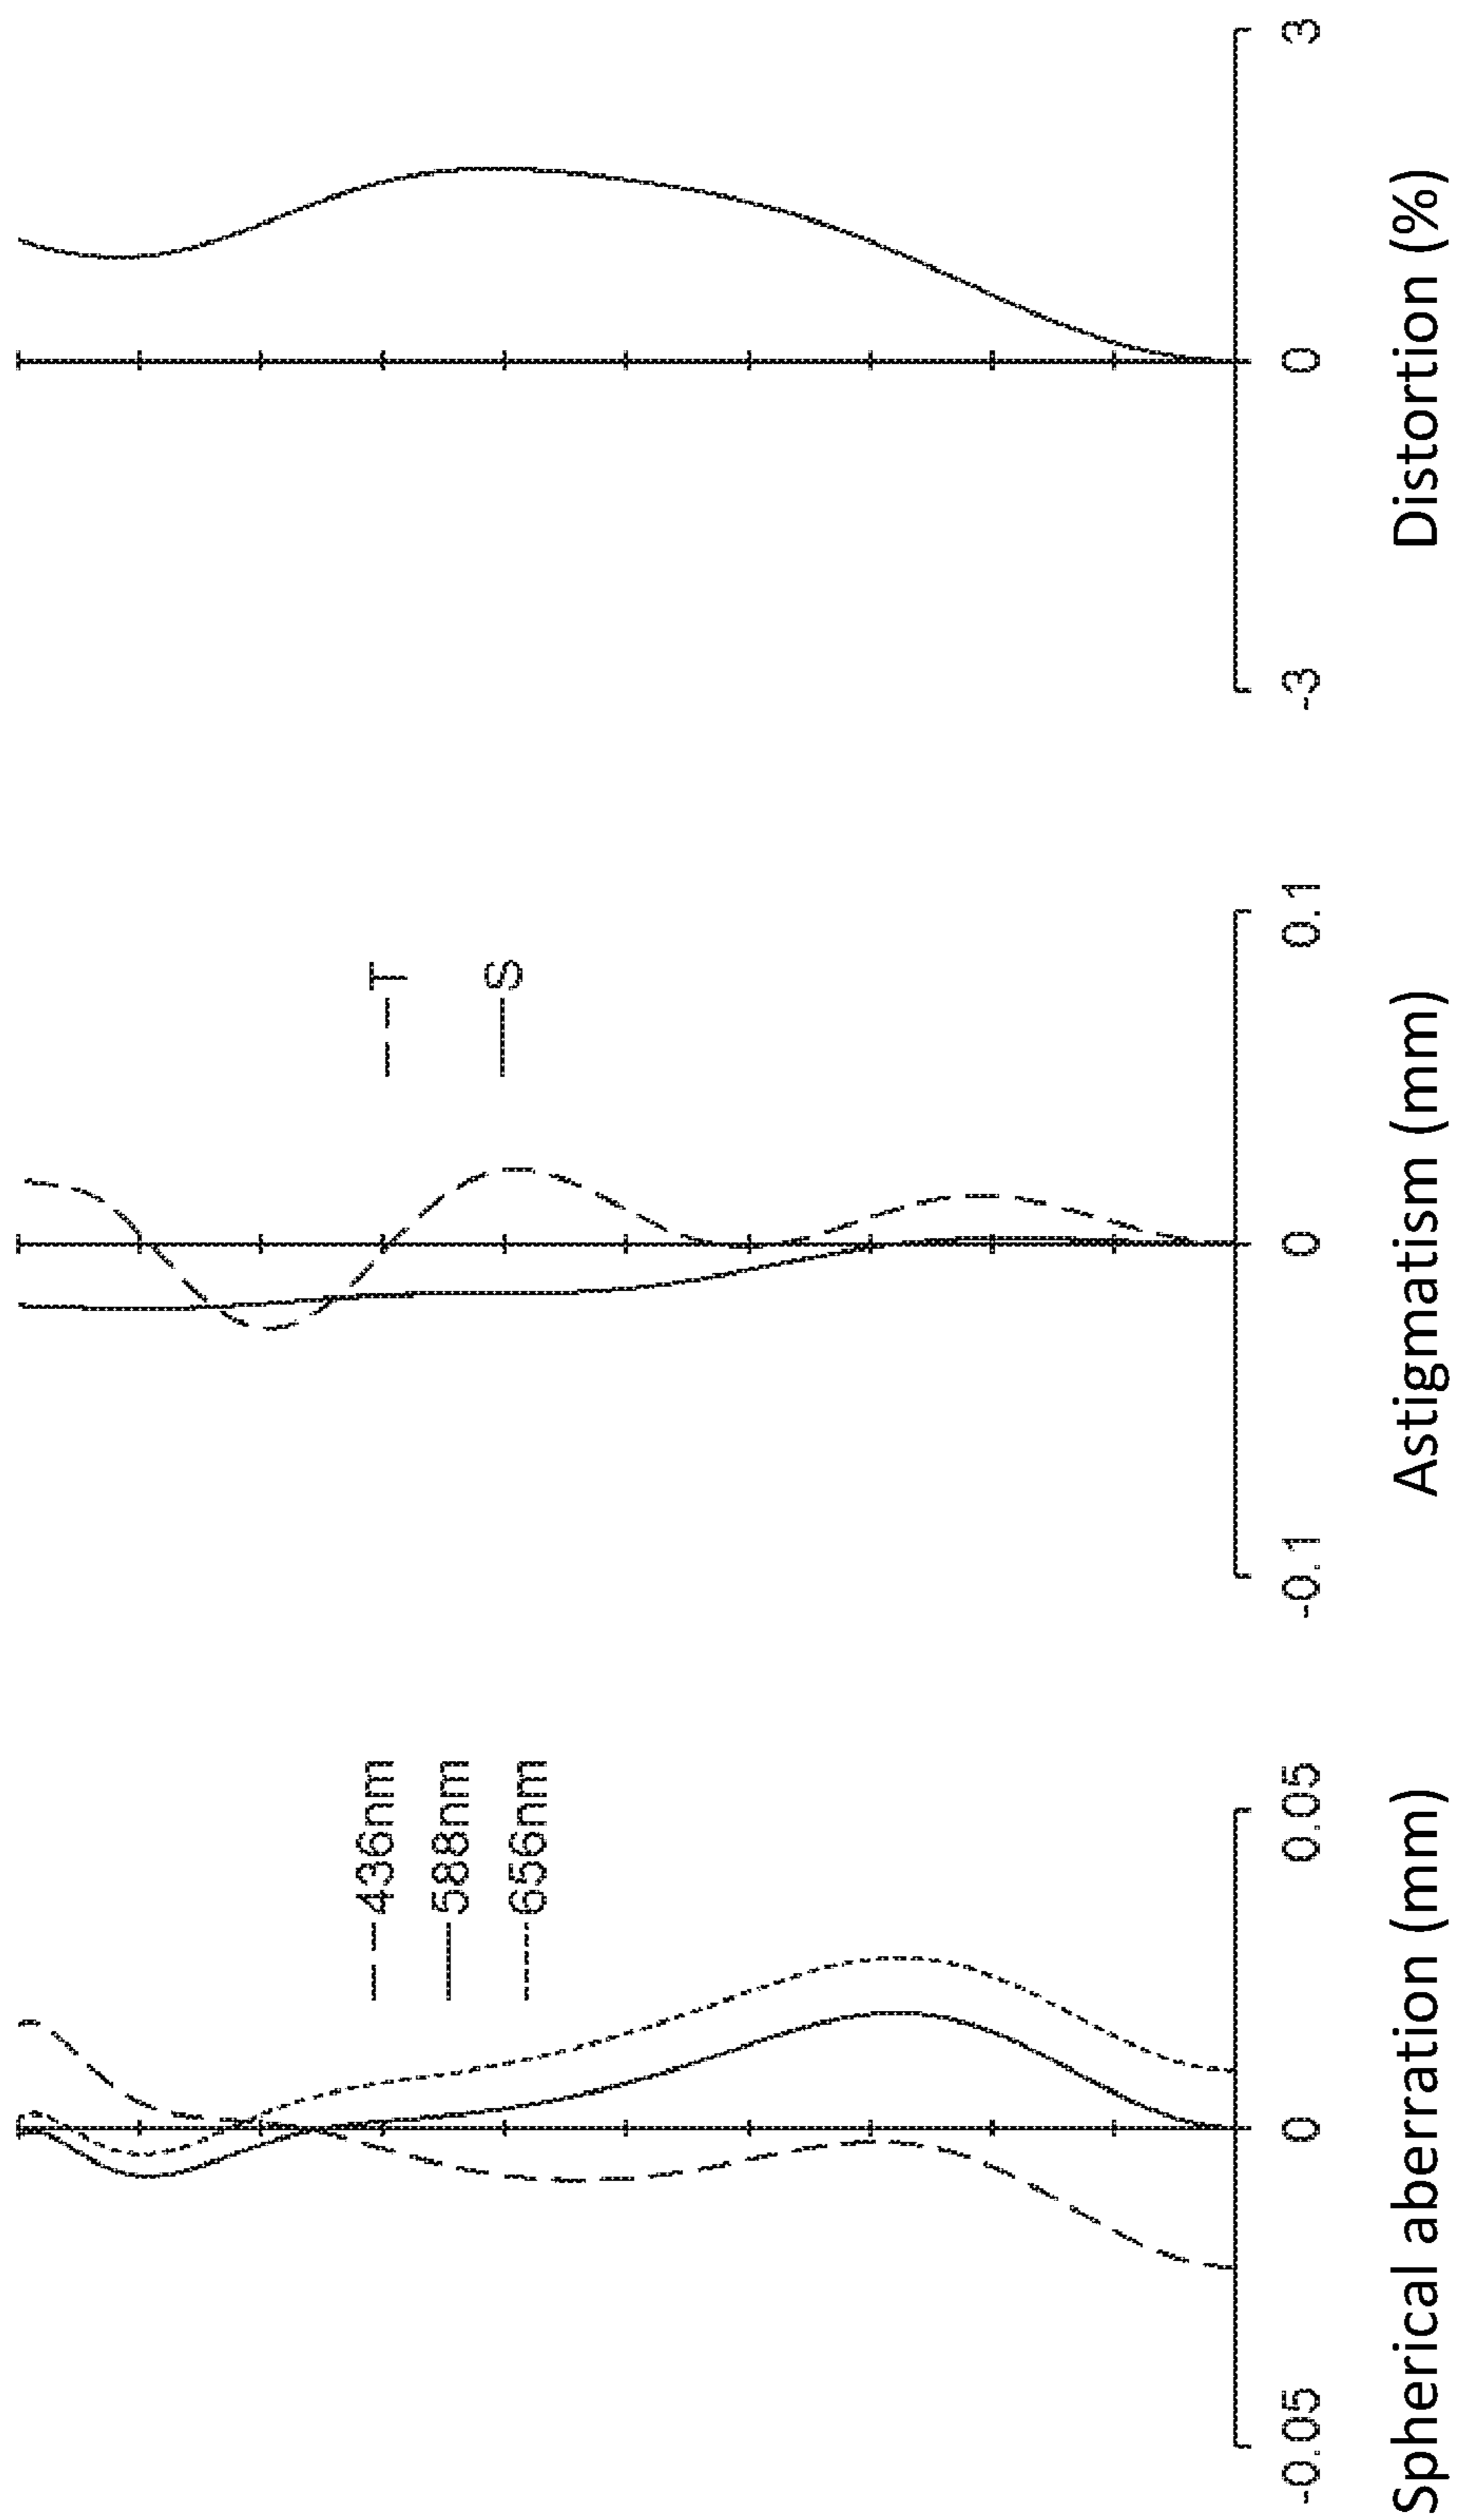 436nm
588nm
656nm
-0.05
0
0.05
Spherical aberration (mm)
T
S
-0.1
0
0.1
Astigmatism (mm)
-3
0
3
Distortion (%)